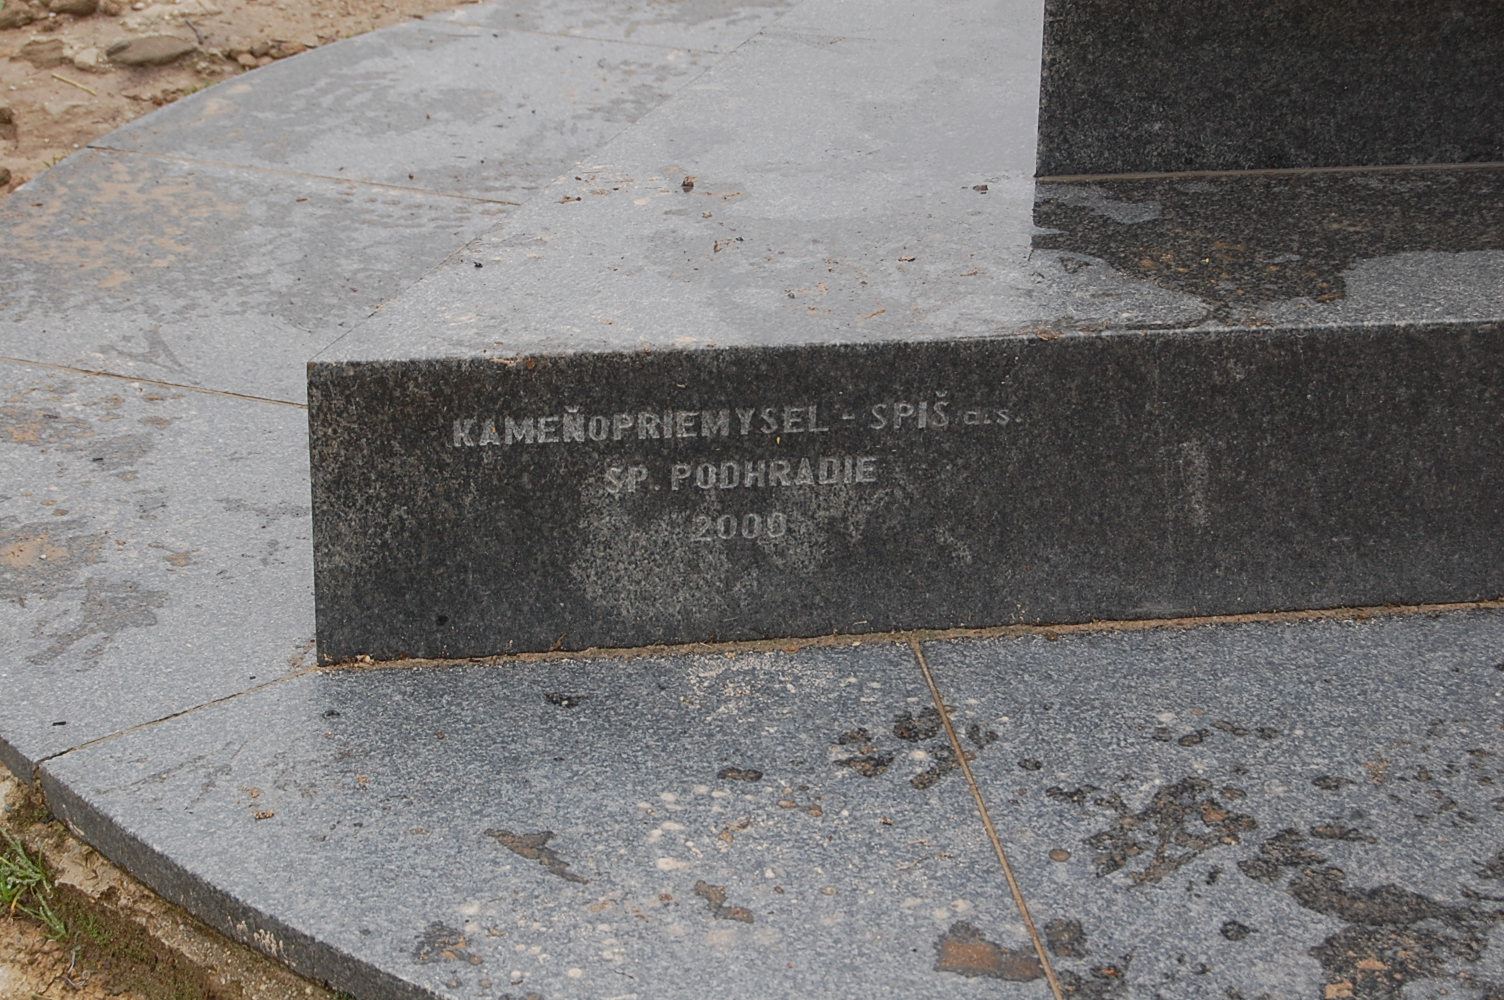 KAMEŇOPRIEMYSEL - SPIŠ a.s.
SP. PODHRADIE
2000